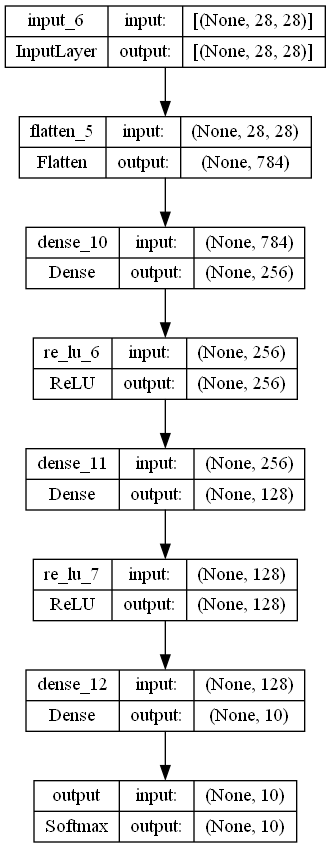 input_6 input: [(None, 28, 28)]
InputLayer output: [(None, 28, 28)]
flatten_5 input: (None, 28, 28)
Flatten output: (None, 784)
dense_10 input: (None, 784)
Dense output: (None, 256)
re_lu_6 input: (None, 256)
ReLU output: (None, 256)
dense_11 input: (None, 256)
Dense output: (None, 128)
re_lu_7 input: (None, 128)
ReLU output: (None, 128)
dense_12 input: (None, 128)
Dense output: (None, 10)
output input: (None, 10)
Softmax output: (None, 10)